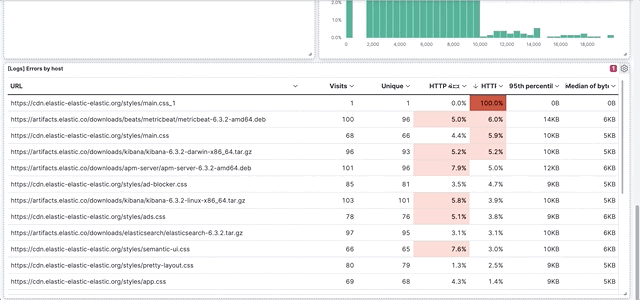 0%
0 2,000 4,000 6,000 8,000 10,000 12,000 14,000 16,000 18,000
[Logs] Errors by host 1
URL Visits Unique HTTP 4xx HTTP 95th percentil Median of byt
https://cdn.elastic-elastic-elastic.org/styles/main.css_1 1 1 0.0% 100.0% 0B 0B
https://artifacts.elastic.co/downloads/beats/metricbeat/metricbeat-6.3.2-amd64.deb 100 96 5.0% 6.0% 14KB 6KB
https://cdn.elastic-elastic-elastic.org/styles/main.css 68 66 4.4% 5.9% 10KB 5KB
https://artifacts.elastic.co/downloads/kibana/kibana-6.3.2-darwin-x86_64.tar.gz 96 93 5.2% 5.2% 10KB 5KB
https://artifacts.elastic.co/downloads/apm-server/apm-server-6.3.2-amd64.deb 101 96 7.9% 5.0% 12KB 6KB
https://cdn.elastic-elastic-elastic.org/styles/ad-blocker.css 85 81 3.5% 4.7% 9KB 5KB
https://artifacts.elastic.co/downloads/kibana/kibana-6.3.2-linux-x86_64.tar.gz 103 101 5.8% 3.9% 10KB 5KB
https://cdn.elastic-elastic-elastic.org/styles/ads.css 78 76 5.1% 3.8% 9KB 6KB
https://artifacts.elastic.co/downloads/elasticsearch/elasticsearch-6.3.2.tar.gz 97 95 3.1% 3.1% 10KB 6KB
https://cdn.elastic-elastic-elastic.org/styles/semantic-ui.css 66 65 7.6% 3.0% 10KB 6KB
https://cdn.elastic-elastic-elastic.org/styles/pretty-layout.css 80 79 1.3% 2.5% 9KB 5KB
https://cdn.elastic-elastic-elastic.org/styles/app.css 69 68 4.3% 1.4% 9KB 5KB